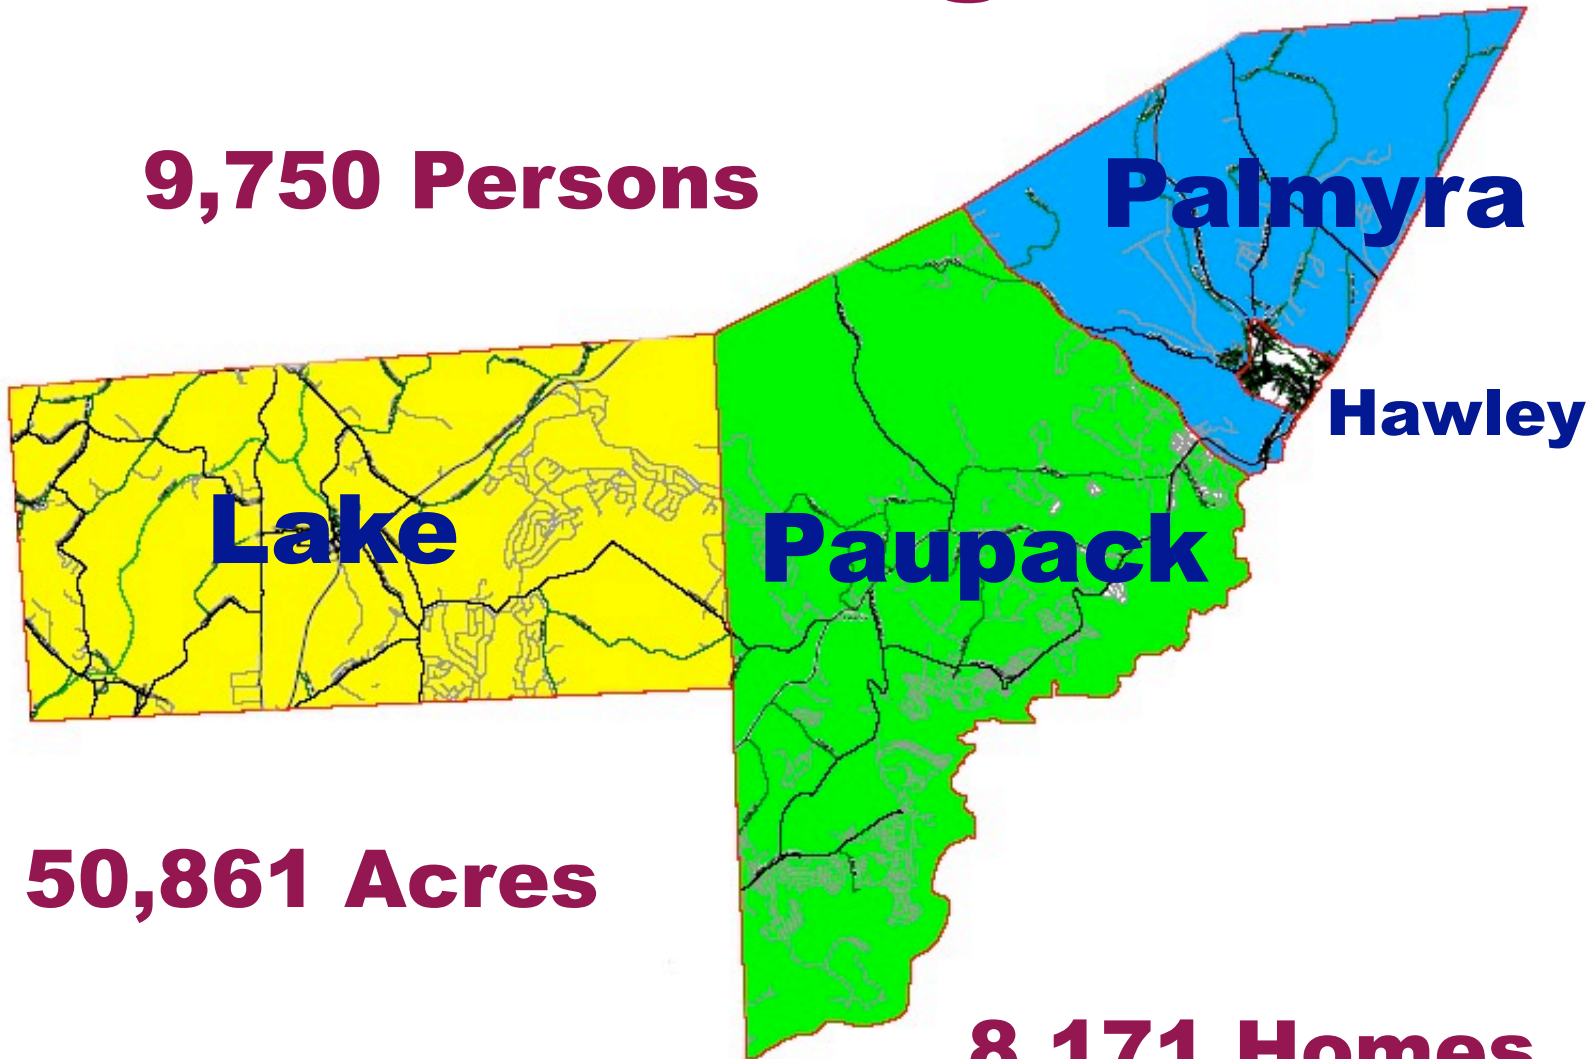 9,750 Persons
Palmyra
Hawley
Lake
Paupack
50,861 Acres
8,171 Homes